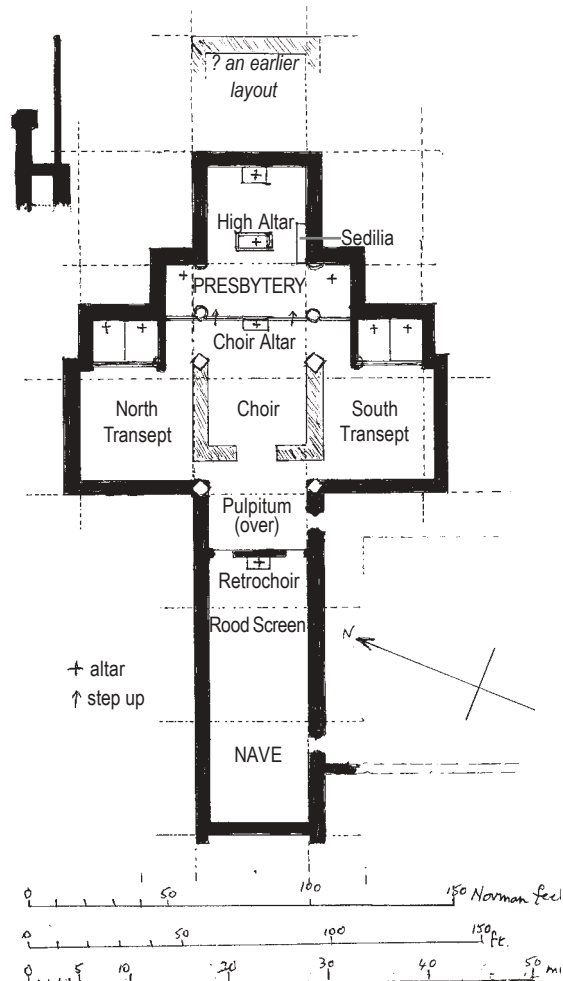 ? an earlier
layout
High Altar
Sedilia
PRESBYTERY
Choir Altar
North
Transept
Choir
South
Transept
Pulpitum
(over)
Retrochoir
Rood Screen
N
altar
step up
NAVE
0 50 100 150 Norman feet
0 50 100 150 ft.
0 5 10 20 30 40 50 m